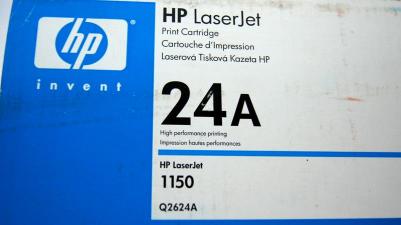 hp
invent
HP LaserJet
Print Cartridge
Cartouche d'Impression
Laserová Tisková Kazeta HP
24A
High performance printing
Impression hautes performances
HP LaserJet
1150
Q2624A